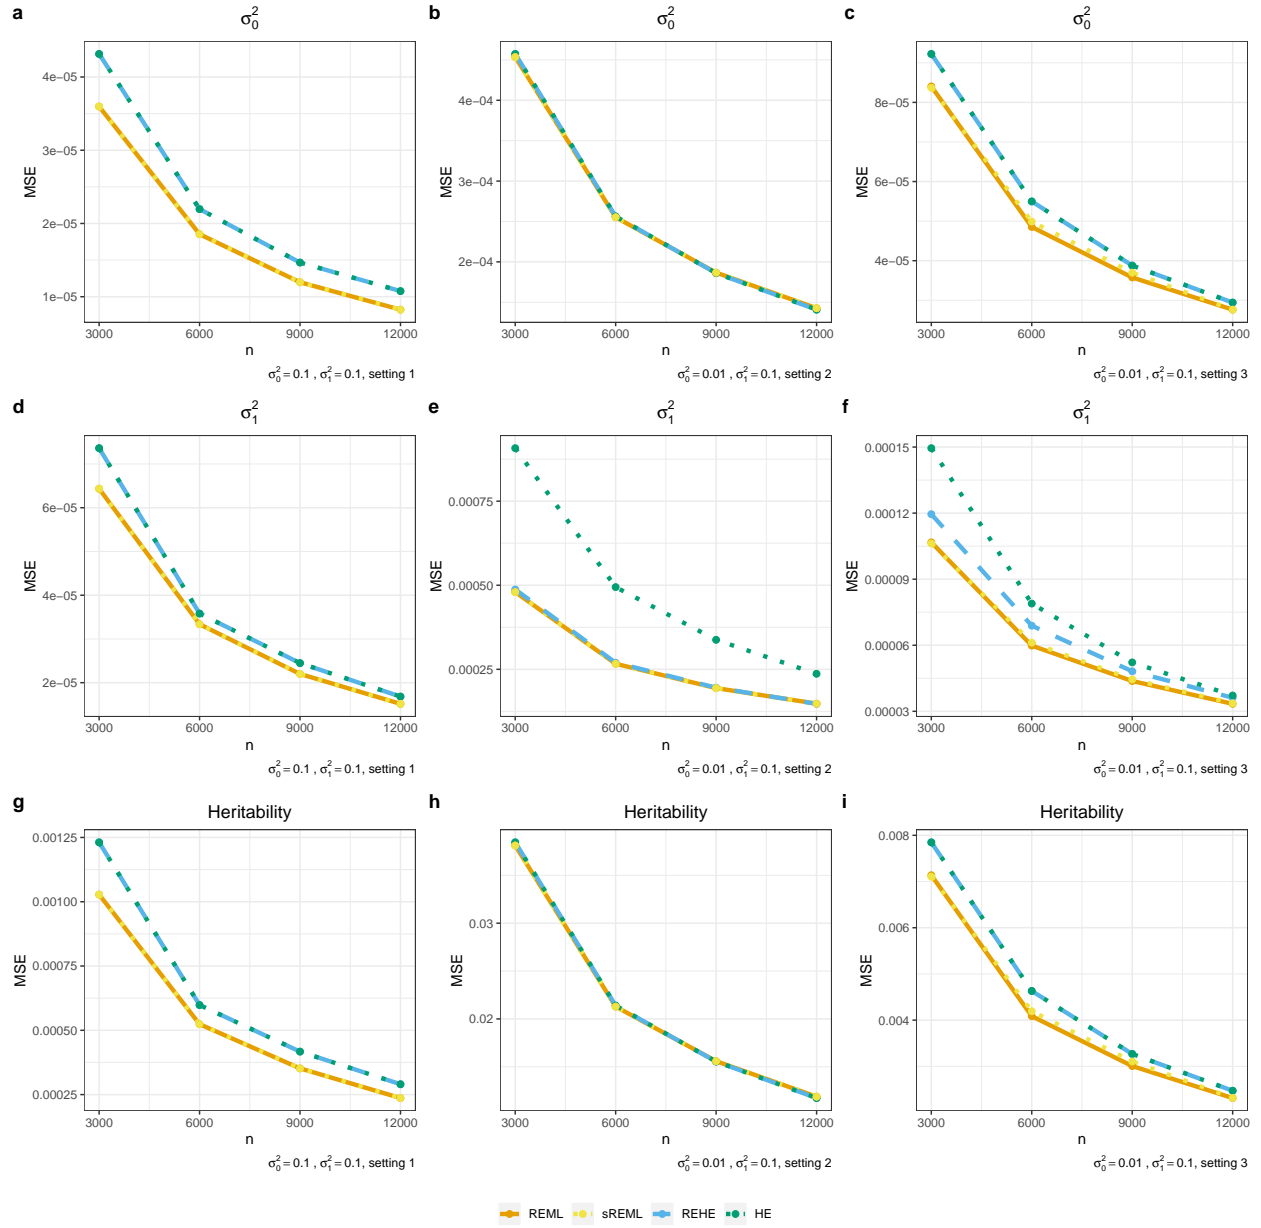 a
σ₀²
MSE
4e−05
3e−05
2e−05
1e−05
3000 6000 9000 12000
n
σ₀² = 0.1 , σ₁² = 0.1, setting 1
b
σ₀²
MSE
4e−04
3e−04
2e−04
3000 6000 9000 12000
n
σ₀² = 0.01 , σ₁² = 0.1, setting 2
c
σ₀²
MSE
8e−05
6e−05
4e−05
3000 6000 9000 12000
n
σ₀² = 0.01 , σ₁² = 0.1, setting 3
d
σ₁²
MSE
6e−05
4e−05
2e−05
3000 6000 9000 12000
n
σ₀² = 0.1 , σ₁² = 0.1, setting 1
e
σ₁²
MSE
0.00075
0.00050
0.00025
3000 6000 9000 12000
n
σ₀² = 0.01 , σ₁² = 0.1, setting 2
f
σ₁²
MSE
0.00015
0.00012
0.00009
0.00006
0.00003
3000 6000 9000 12000
n
σ₀² = 0.01 , σ₁² = 0.1, setting 3
g
Heritability
MSE
0.00125
0.00100
0.00075
0.00050
0.00025
3000 6000 9000 12000
n
σ₀² = 0.1 , σ₁² = 0.1, setting 1
h
Heritability
MSE
0.03
0.02
3000 6000 9000 12000
n
σ₀² = 0.01 , σ₁² = 0.1, setting 2
i
Heritability
MSE
0.008
0.006
0.004
3000 6000 9000 12000
n
σ₀² = 0.01 , σ₁² = 0.1, setting 3
REML sREML REHE HE